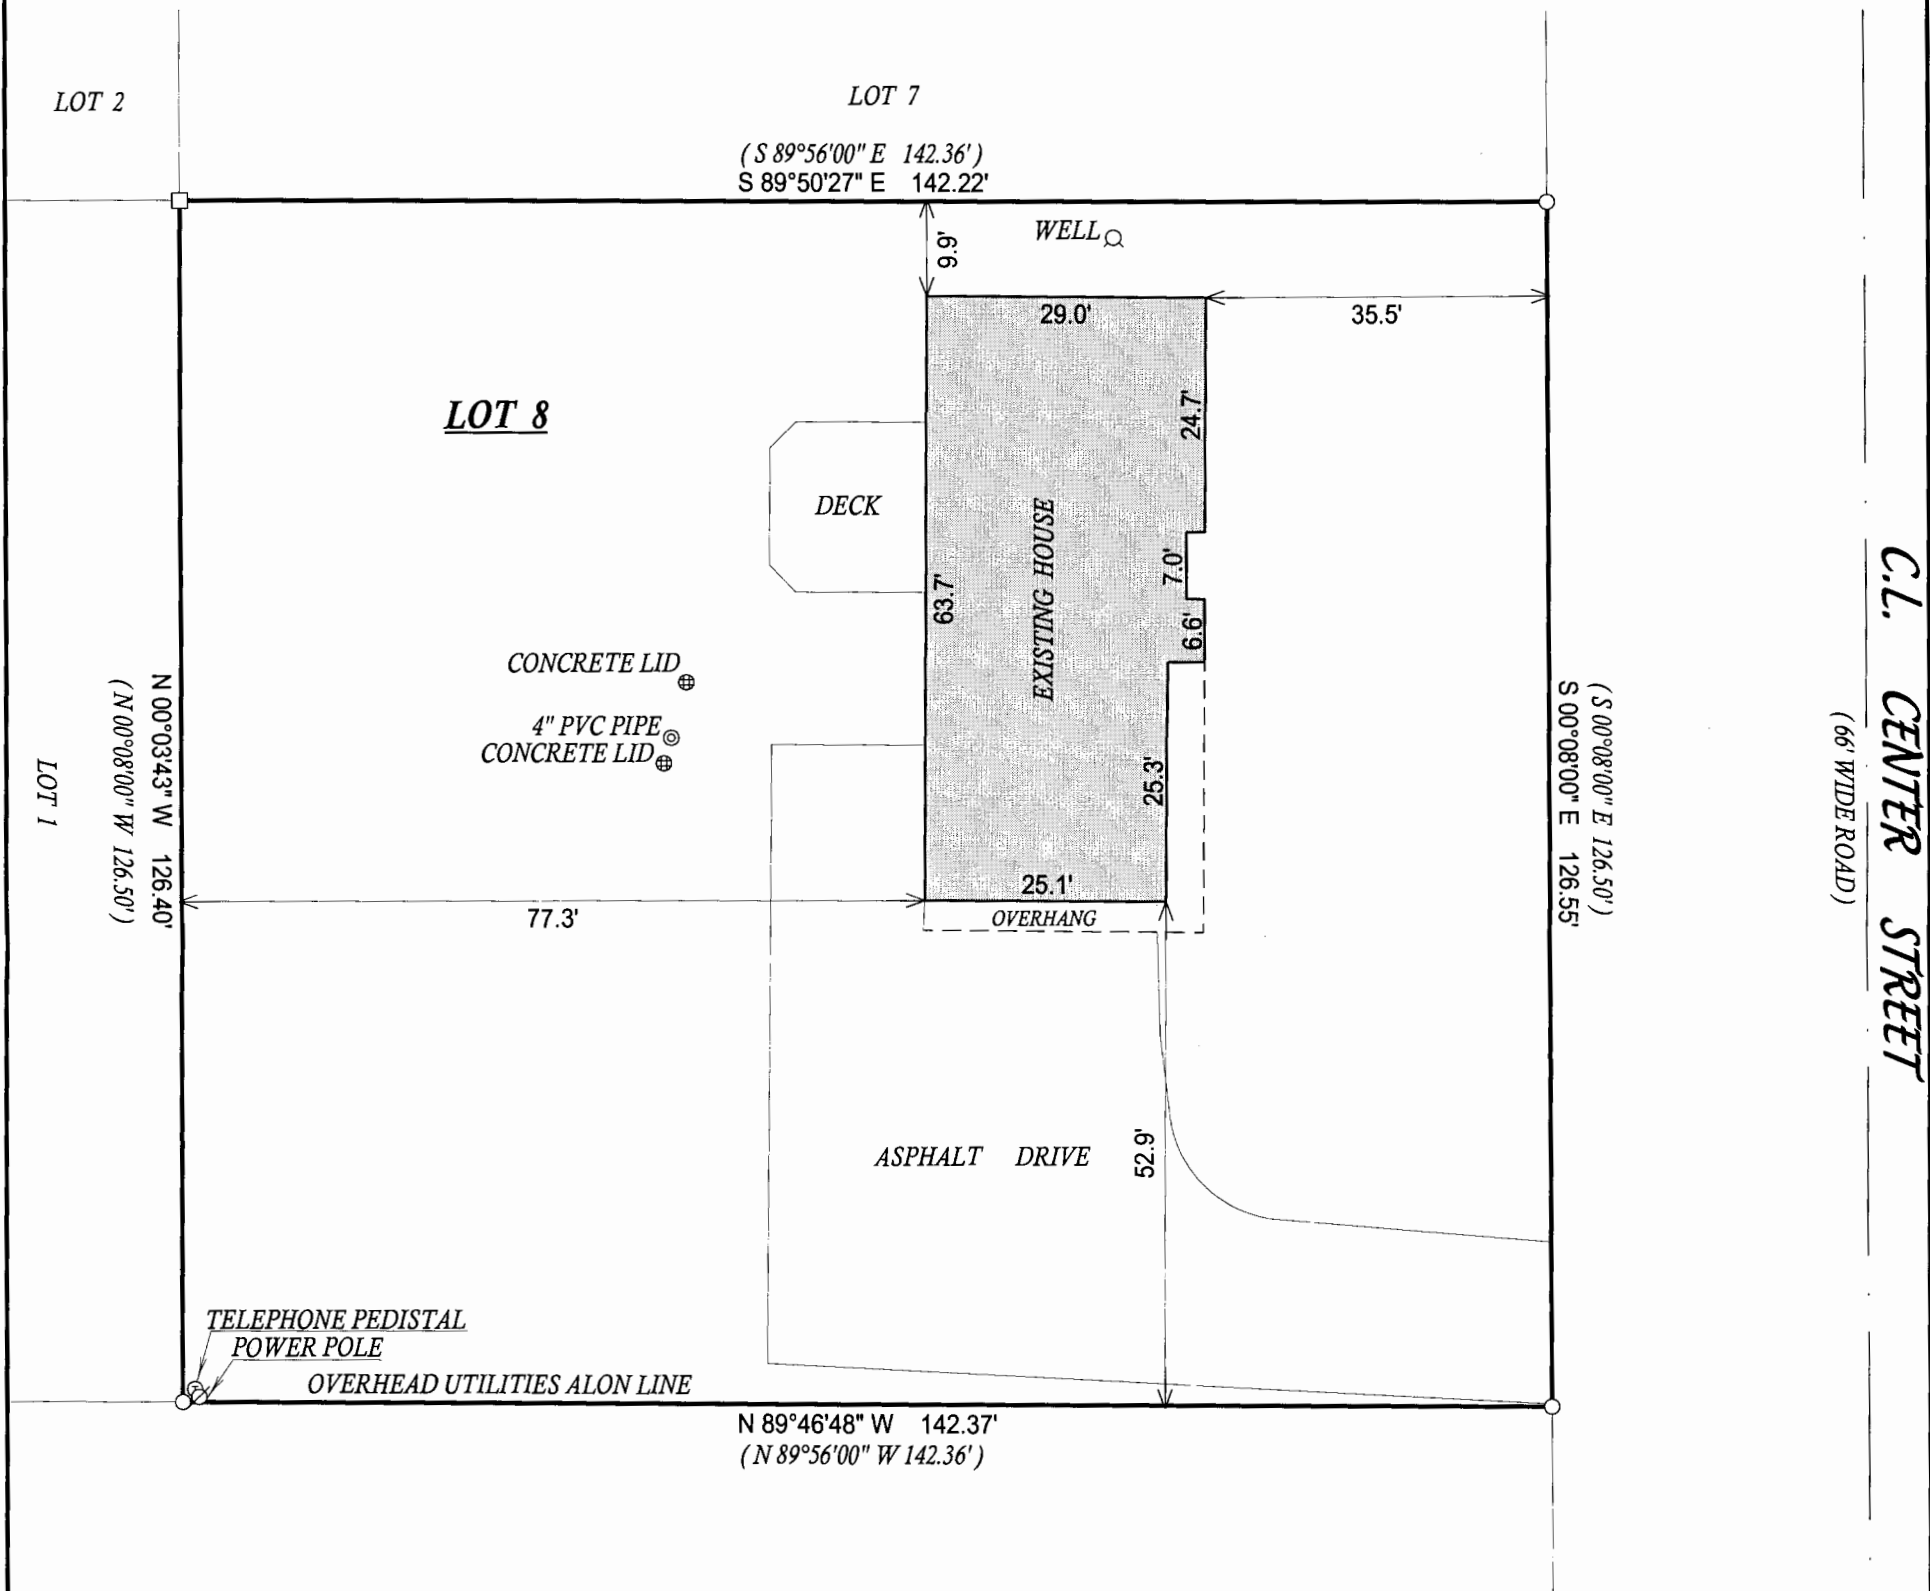 LOT 2
LOT 7
( S 89°56'00" E 142.36' )
S 89°50'27" E 142.22'
WELL
9.9'
29.0'
35.5'
LOT 8
24.7'
DECK
EXISTING HOUSE
7.0'
63.7'
6.6'
CONCRETE LID
4" PVC PIPE
CONCRETE LID
25.3'
N 00°03'43" W 126.40'
( N 00°08'00" W 126.50' )
LOT 1
( S 00°08'00" E 126.50' )
S 00°08'00" E 126.55'
C.L. CENTER STREET
( 66' WIDE ROAD )
77.3'
25.1'
OVERHANG
ASPHALT DRIVE
52.9'
TELEPHONE PEDISTAL
POWER POLE
OVERHEAD UTILITIES ALON LINE
N 89°46'48" W 142.37'
( N 89°56'00" W 142.36' )